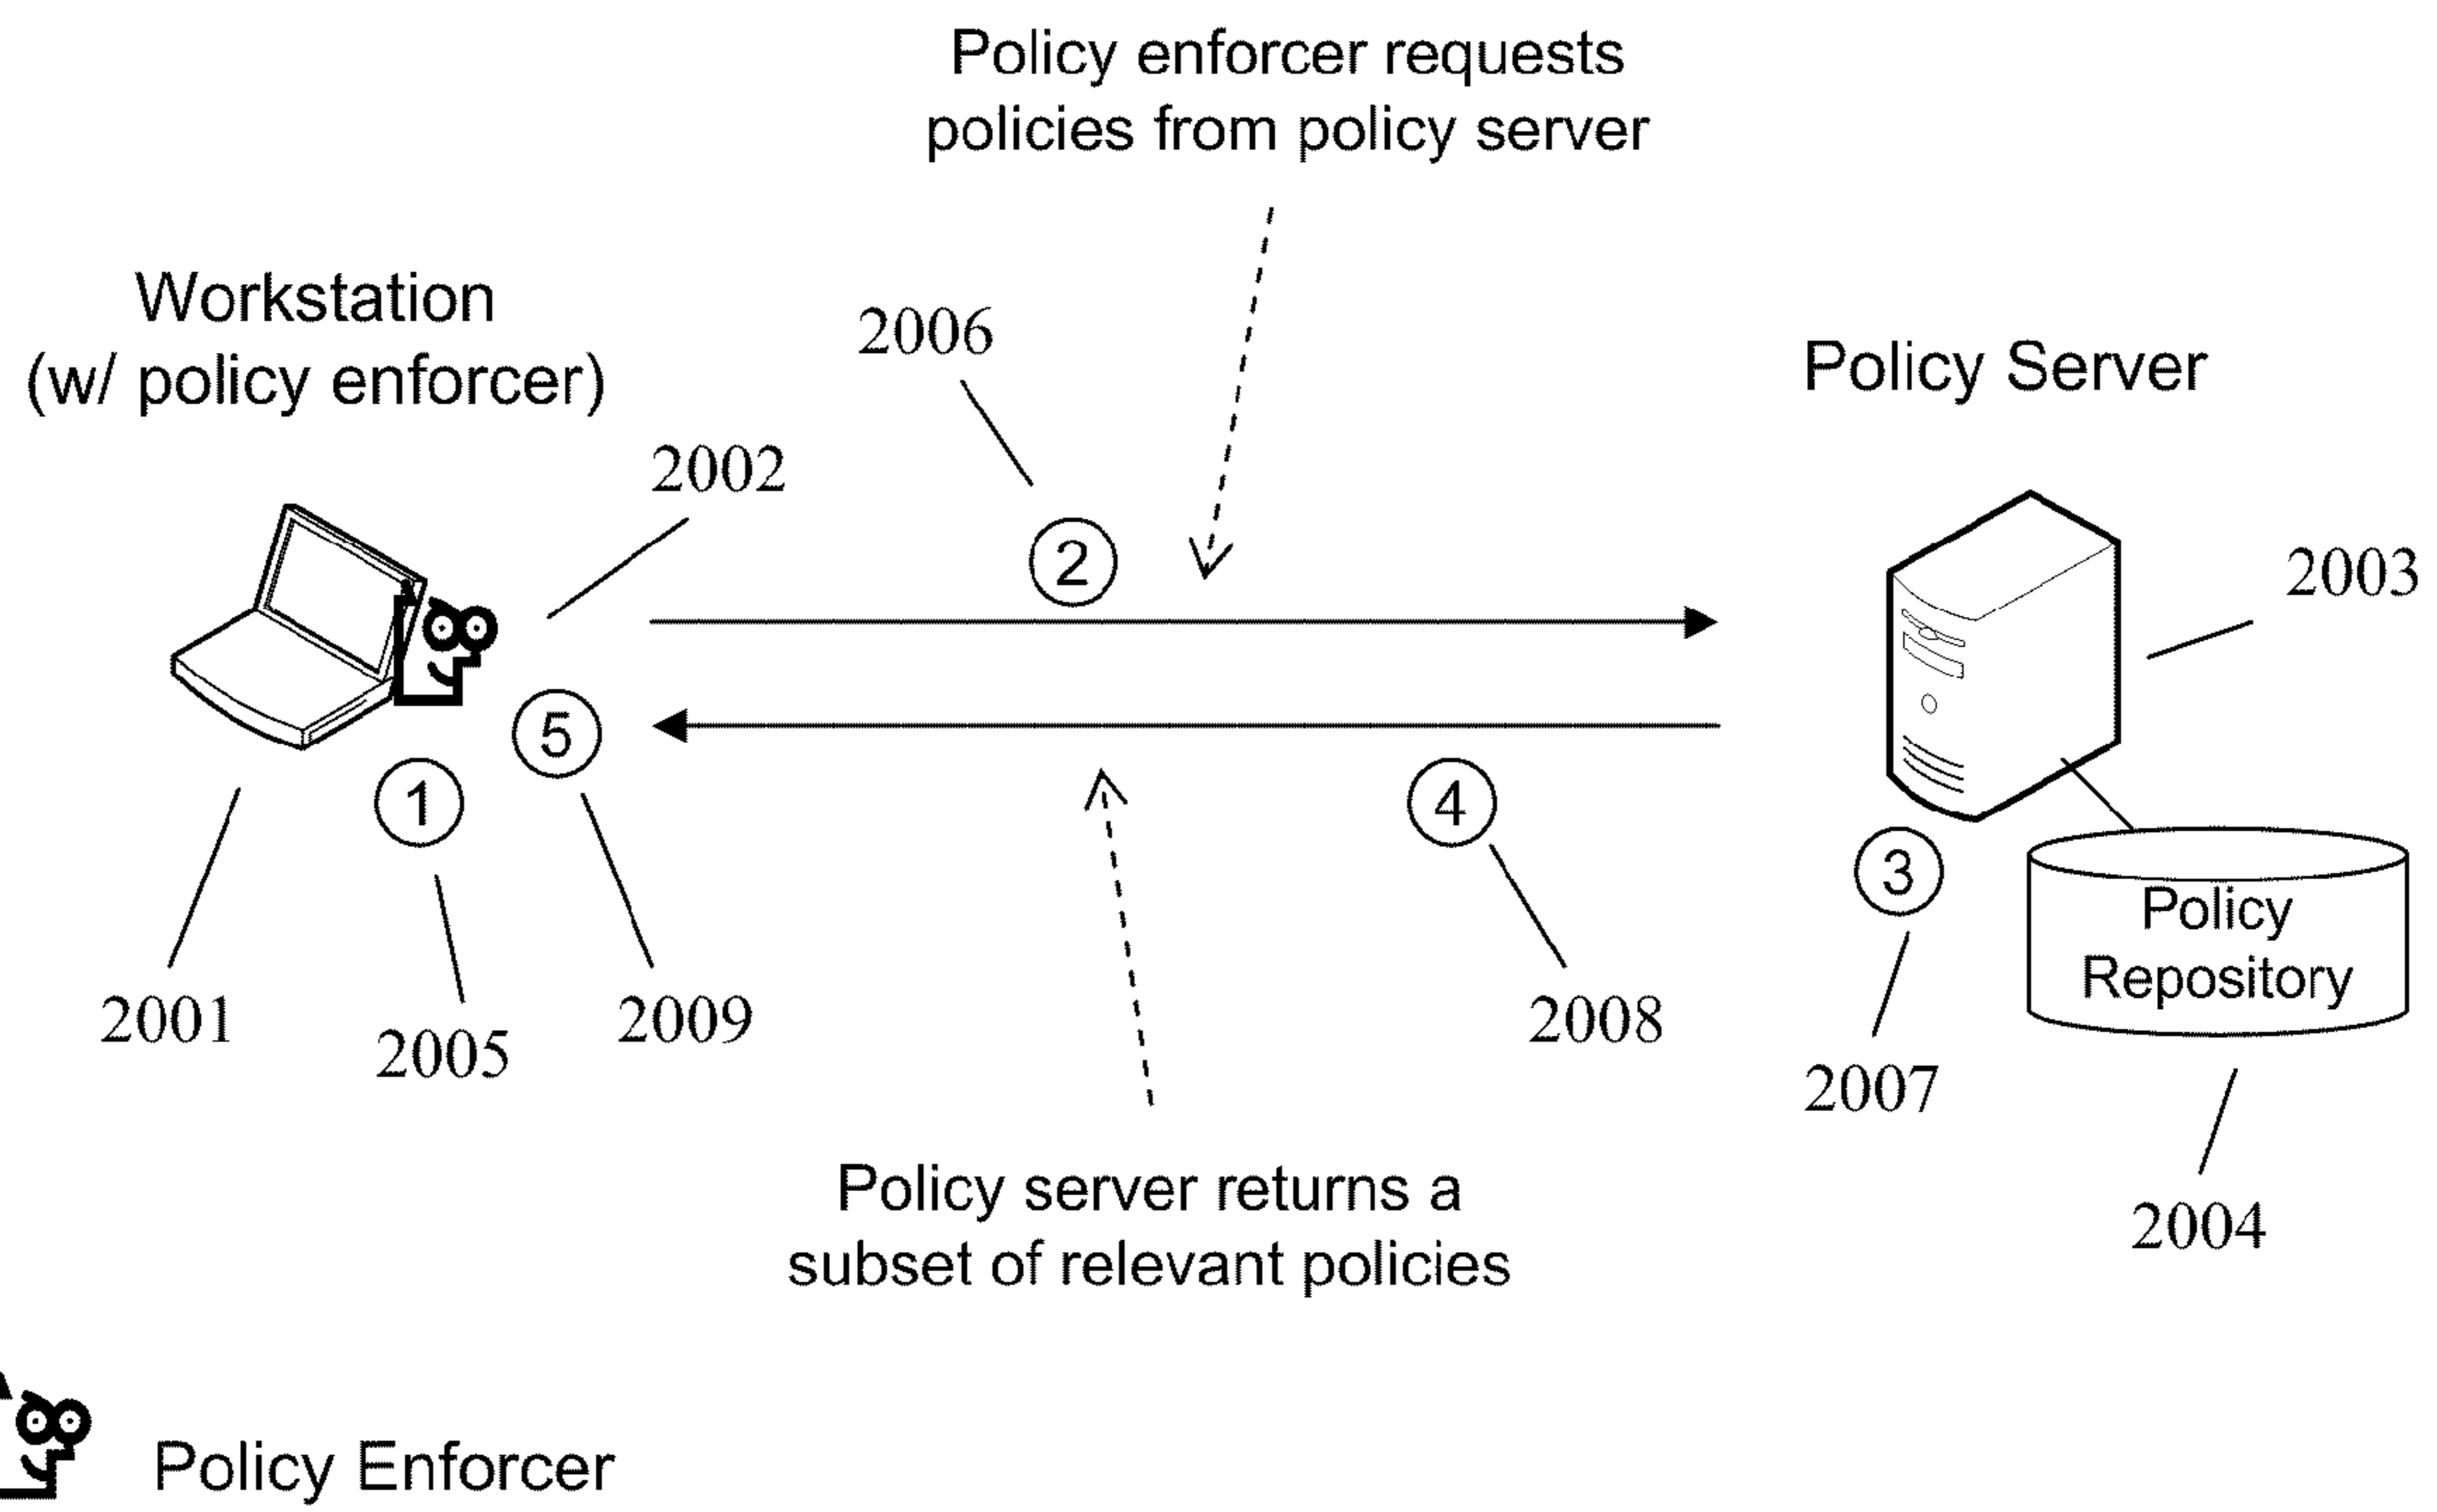 Policy enforcer requests
policies from policy server
Workstation
(w/ policy enforcer)
2006
Policy Server
2002
2
2003
5
1
4
3
Policy
Repository
2001
2005
2009
2008
2007
2004
Policy server returns a
subset of relevant policies
Policy Enforcer